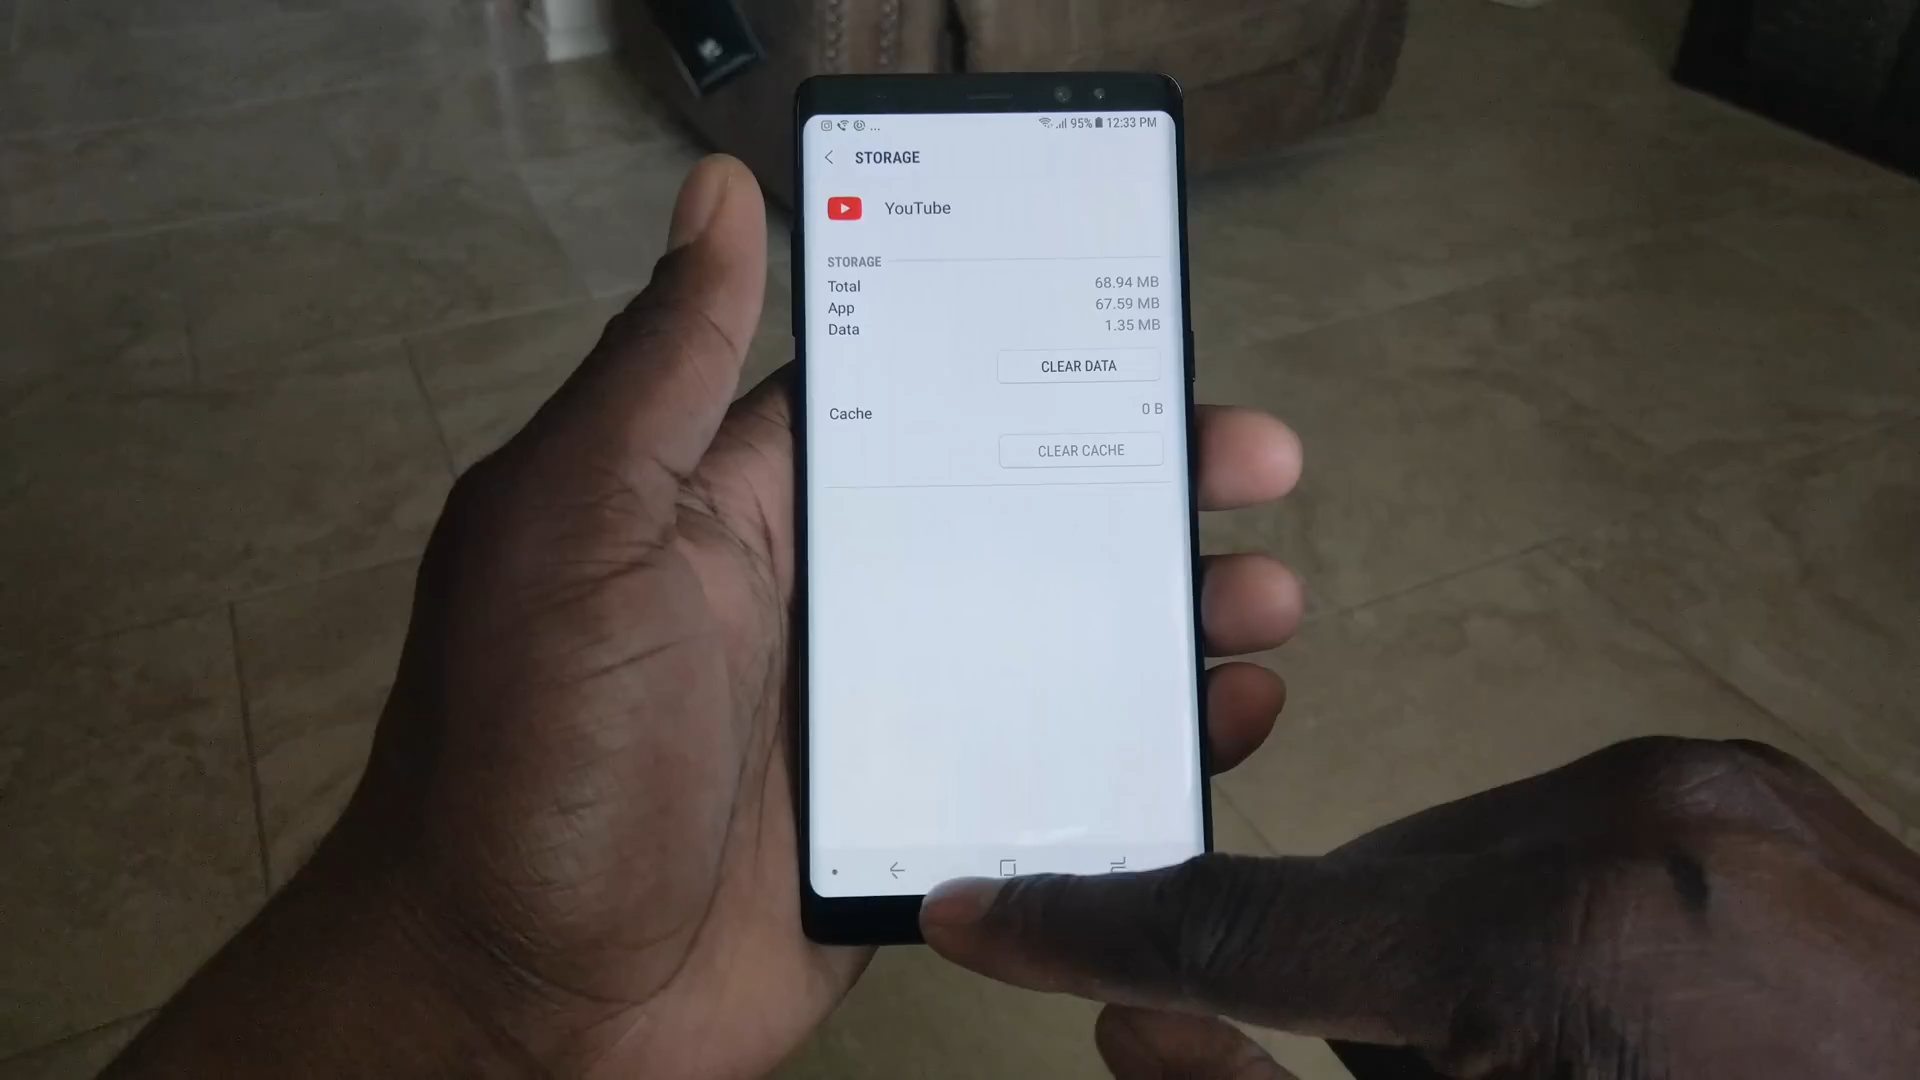 ... 95% 12:33 PM
STORAGE
YouTube
STORAGE
Total 68.94 MB
App 67.59 MB
Data 1.35 MB
CLEAR DATA
Cache 0 B
CLEAR CACHE